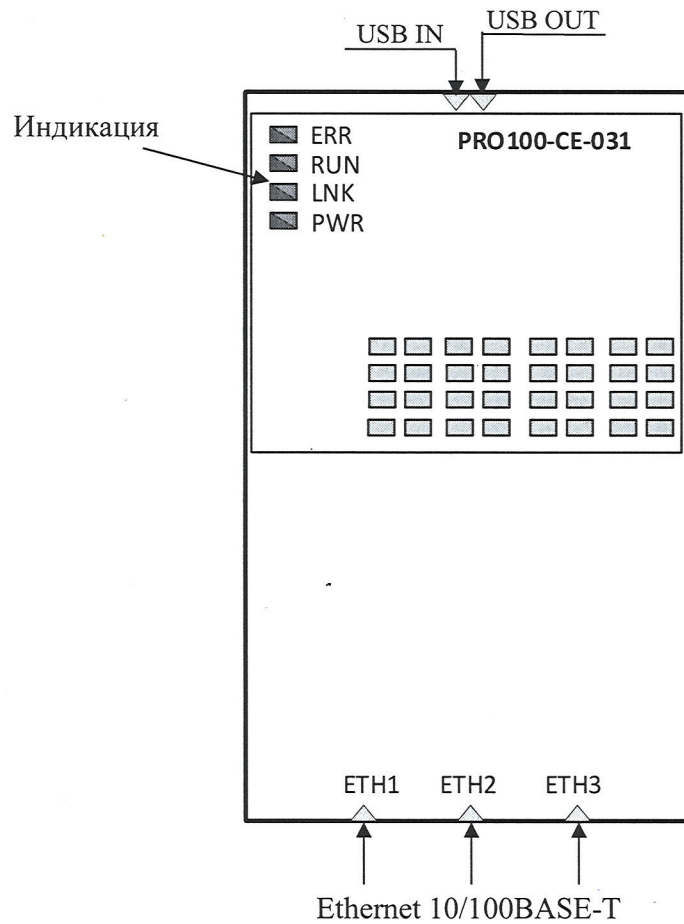 USB IN
USB OUT
Индикация
ERR
PRO100-CE-031
RUN
LNK
PWR
ETH1
ETH2
ETH3
Ethernet 10/100BASE-T